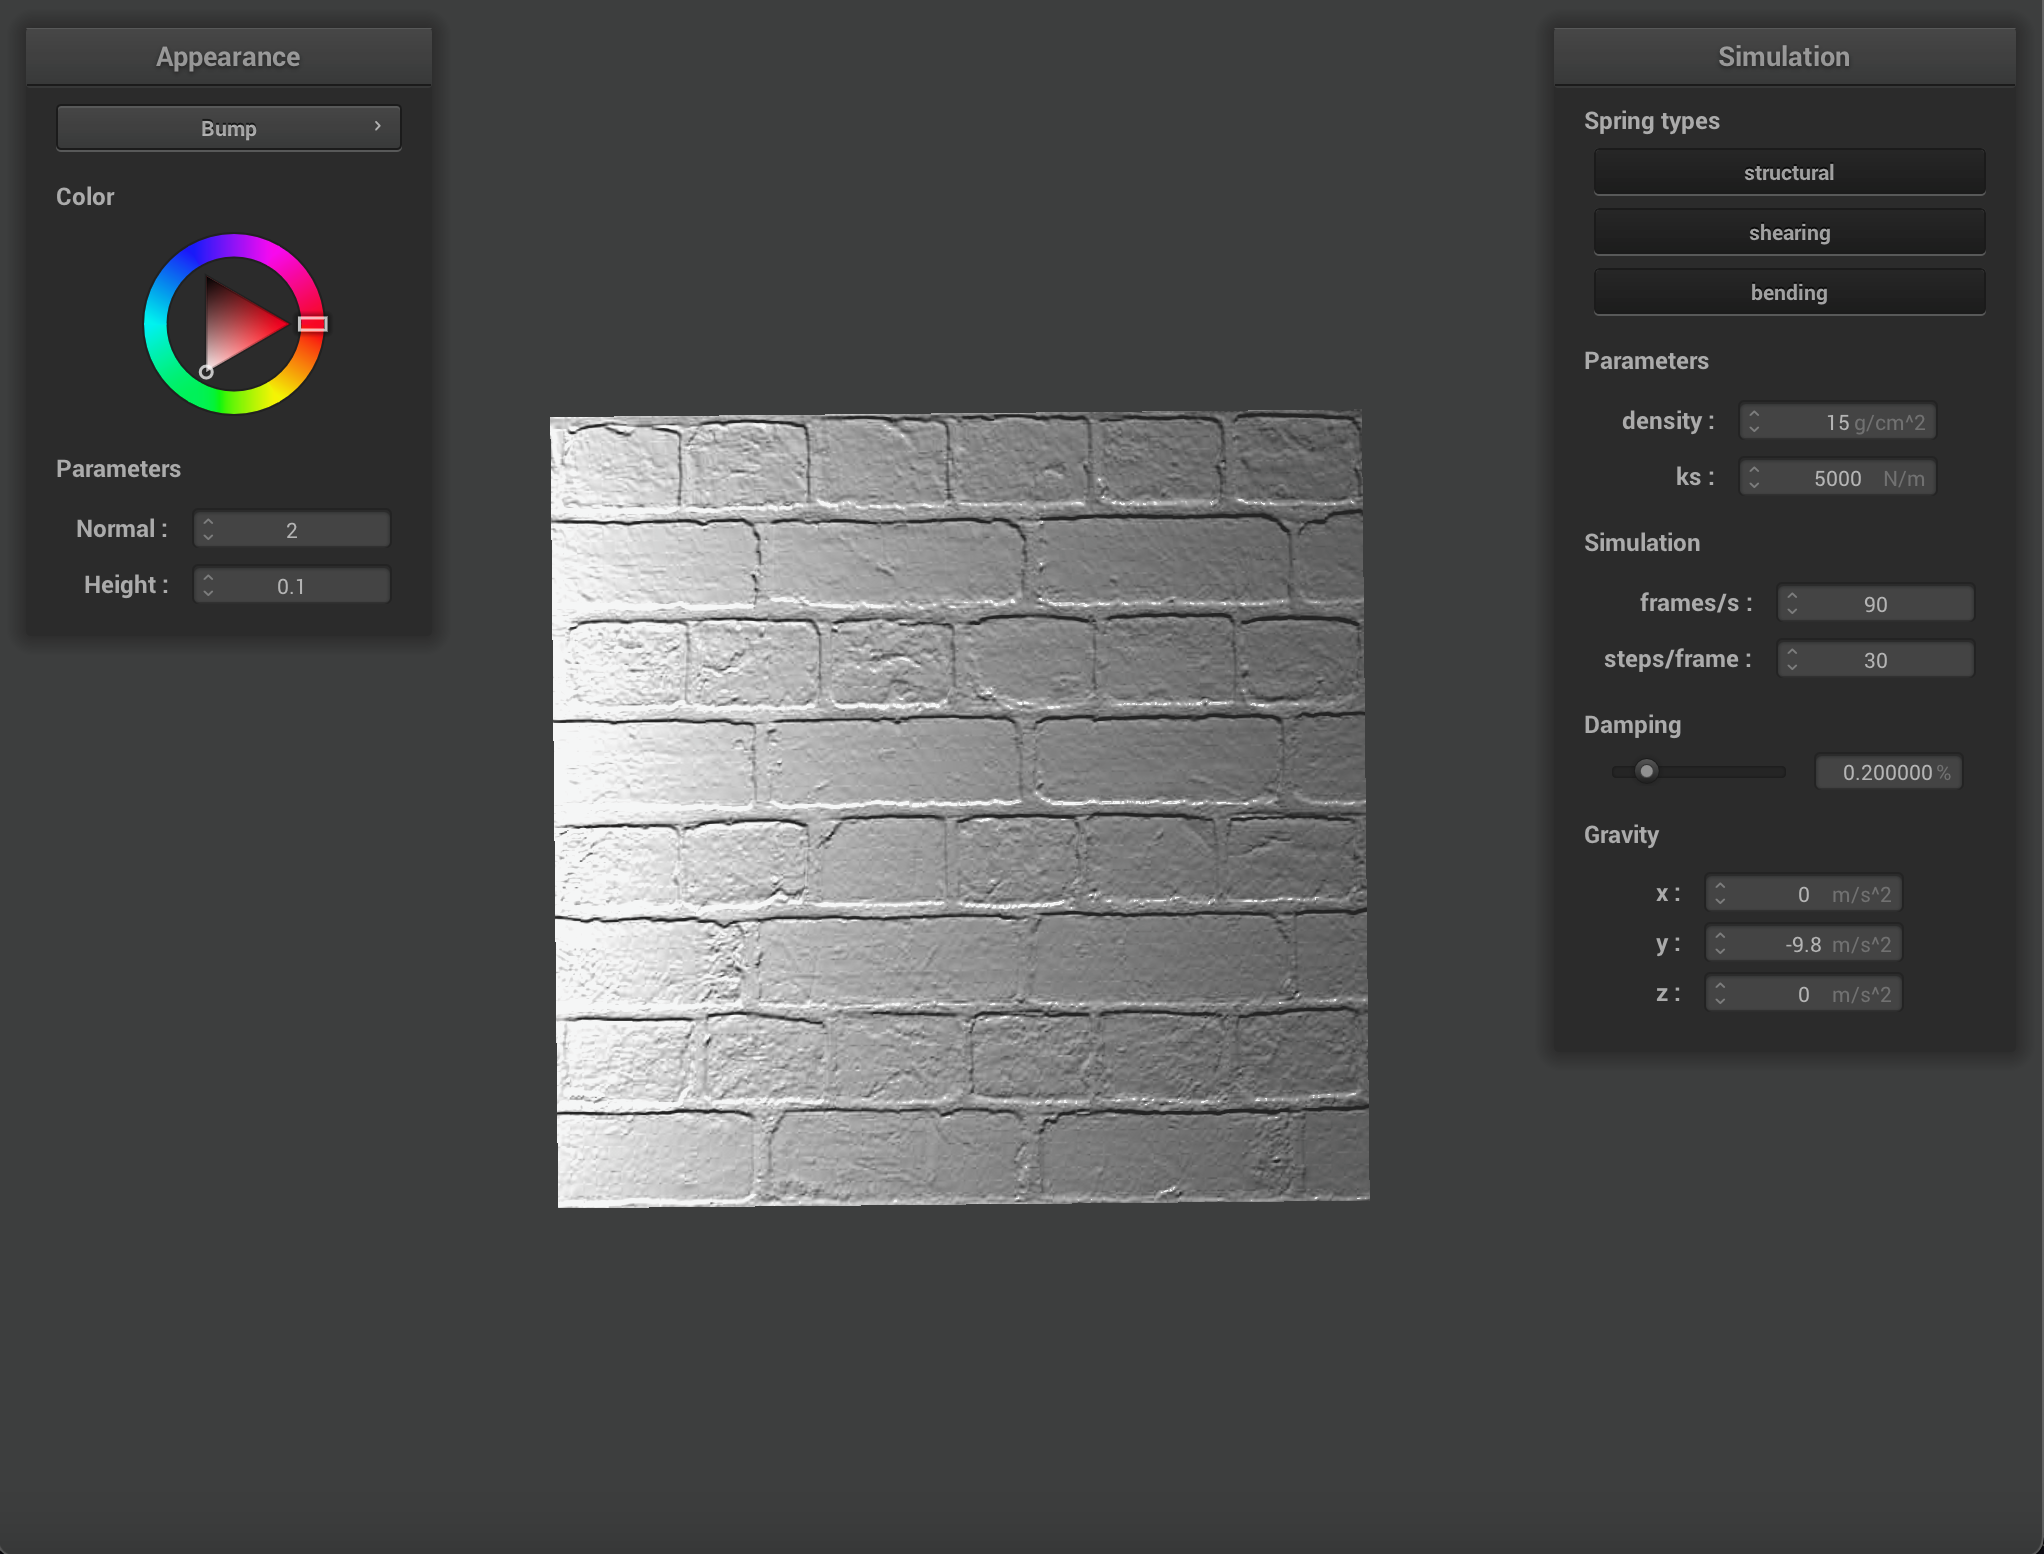 Appearance
Bump
Color
Parameters
Normal : 2
Height : 0.1
Simulation
Spring types
structural
shearing
bending
Parameters
density : 15 g/cm^2
ks : 5000 N/m
Simulation
frames/s : 90
steps/frame : 30
Damping
0.200000 %
Gravity
x : 0 m/s^2
y : -9.8 m/s^2
z : 0 m/s^2